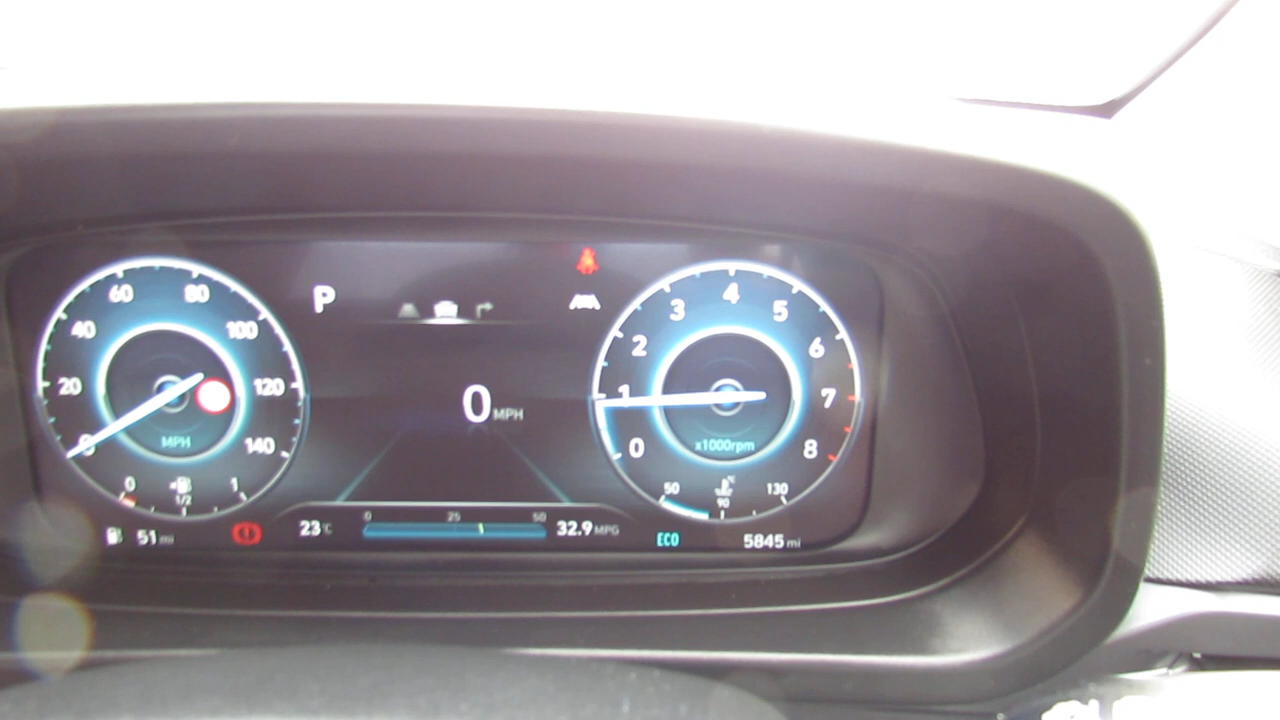 60 80
40 100
20 120
0 140
MPH
0 1/2 1
51 mi
P
0 MPH
23 °C
0 25 50
32.9 MPG
4
3 5
2 6
1 7
0 8
x1000rpm
50 90 130
°C
ECO
5845 mi